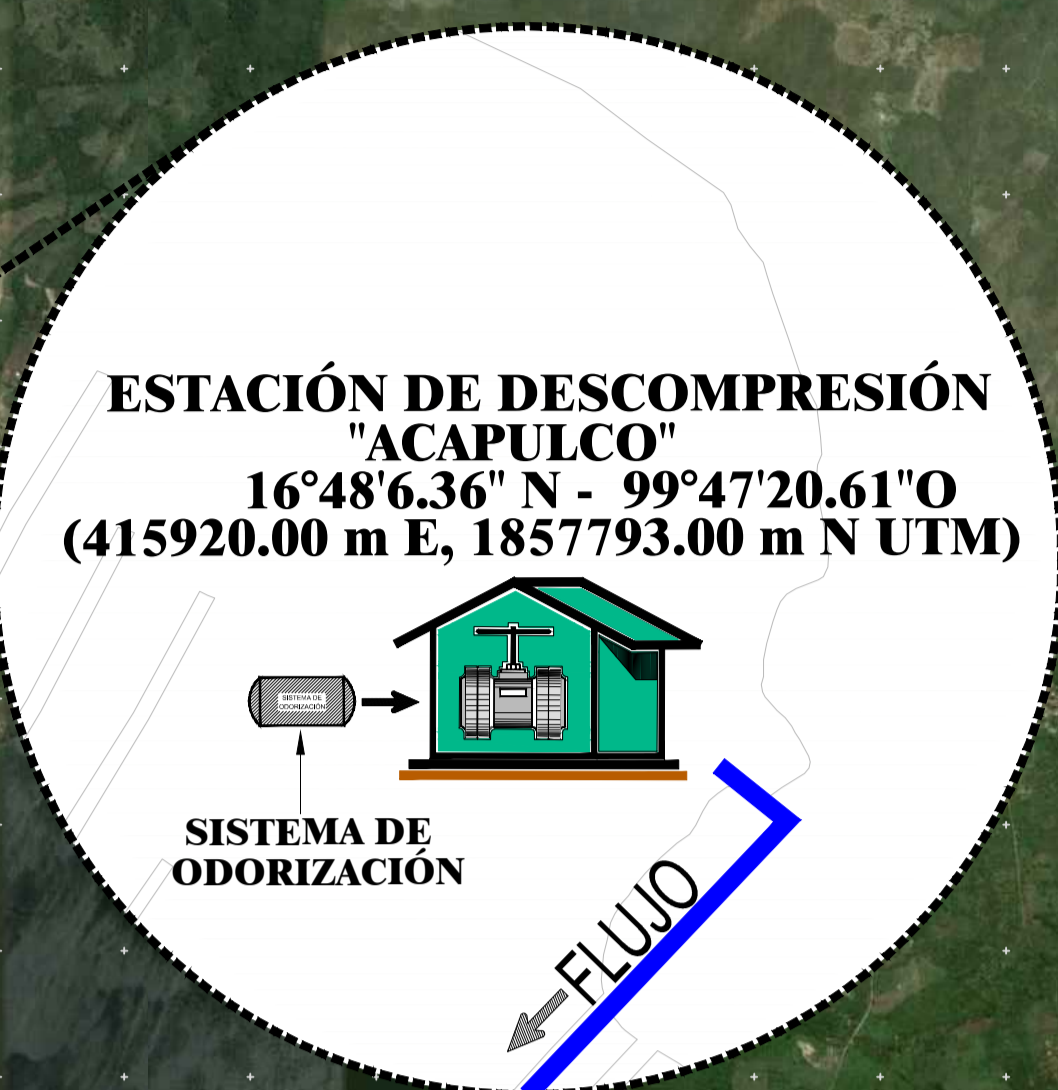 ESTACIÓN DE DESCOMPRESIÓN
"ACAPULCO"
16°48'6.36" N - 99°47'20.61"O
(415920.00 m E, 1857793.00 m N UTM)
SISTEMA DE
ODORIZACIÓN
SISTEMA DE
ODORIZACIÓN
FLUJO